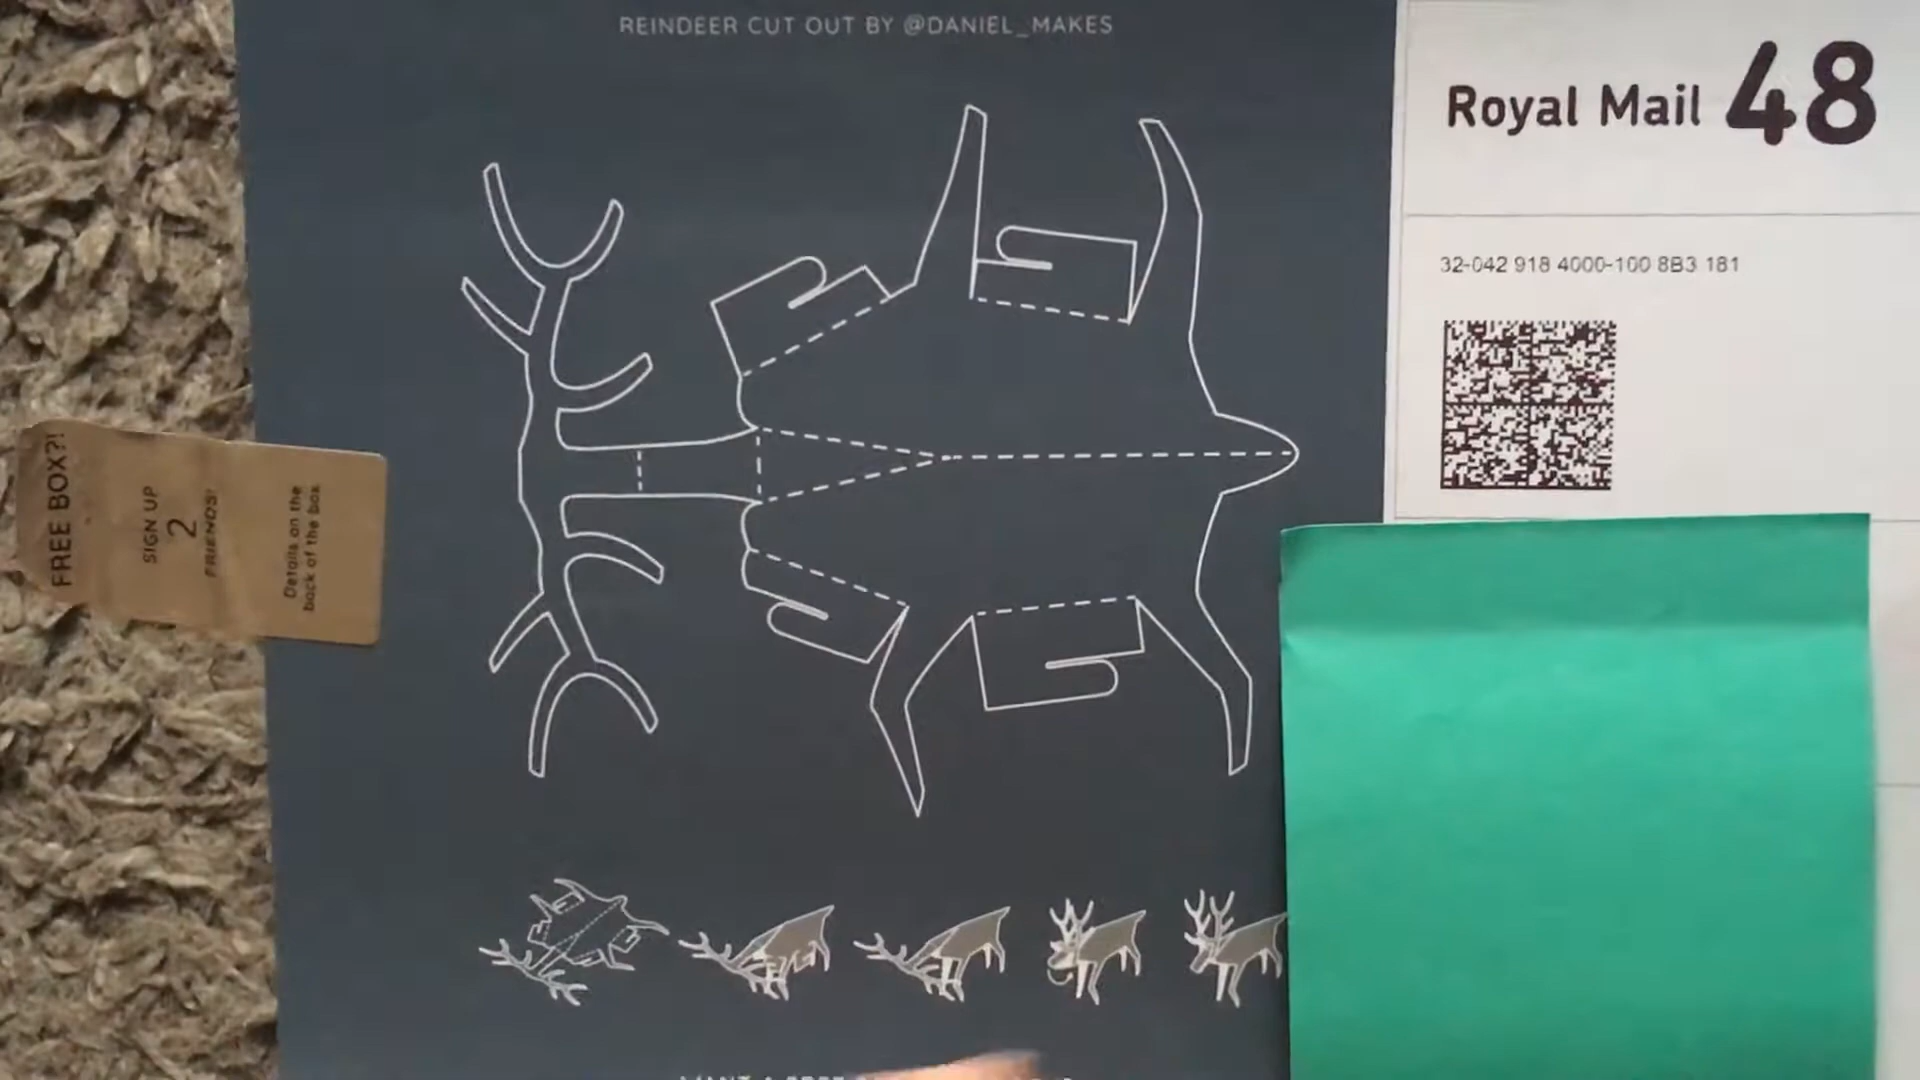 REINDEER CUT OUT BY @DANIEL_MAKES
Royal Mail 48
32-042 918 4000-100 8B3 181
FREE BOX?!
SIGN UP
2
FRIENDS!
Details on the
back of the box